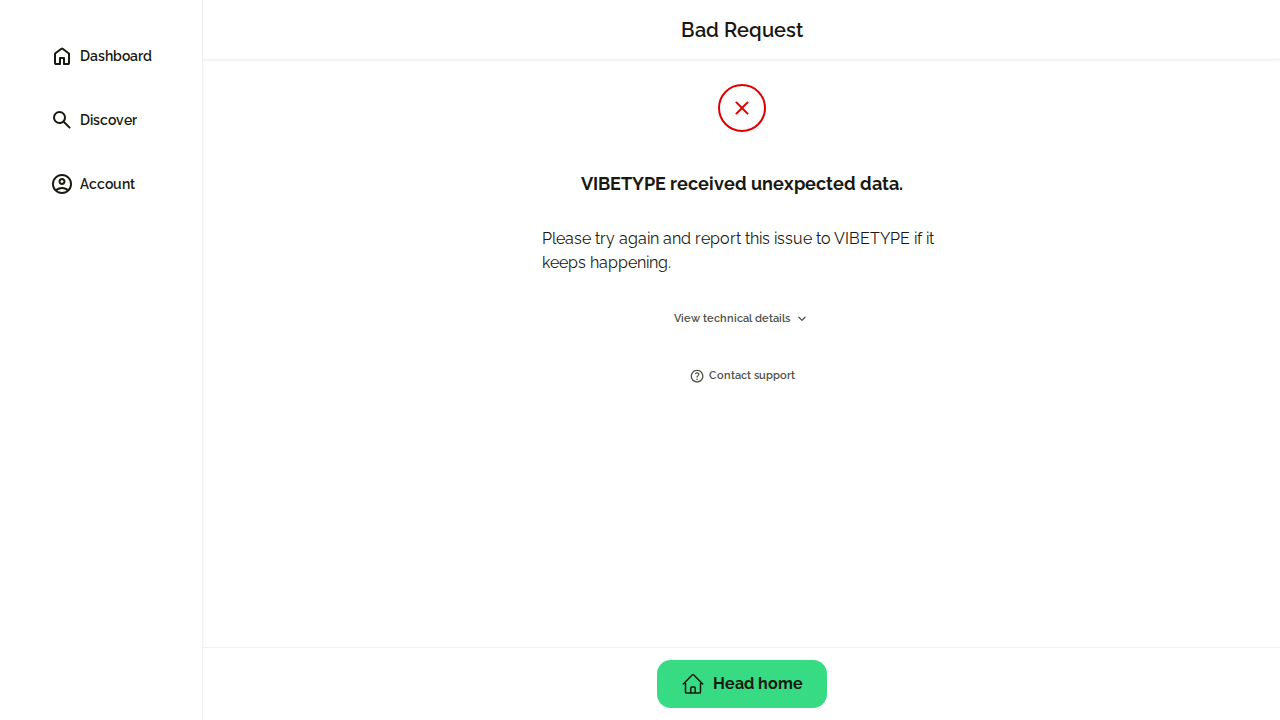 Dashboard
Discover
Account
Bad Request
VIBETYPE received unexpected data.
Please try again and report this issue to VIBETYPE if it
keeps happening.
View technical details
Contact support
Head home